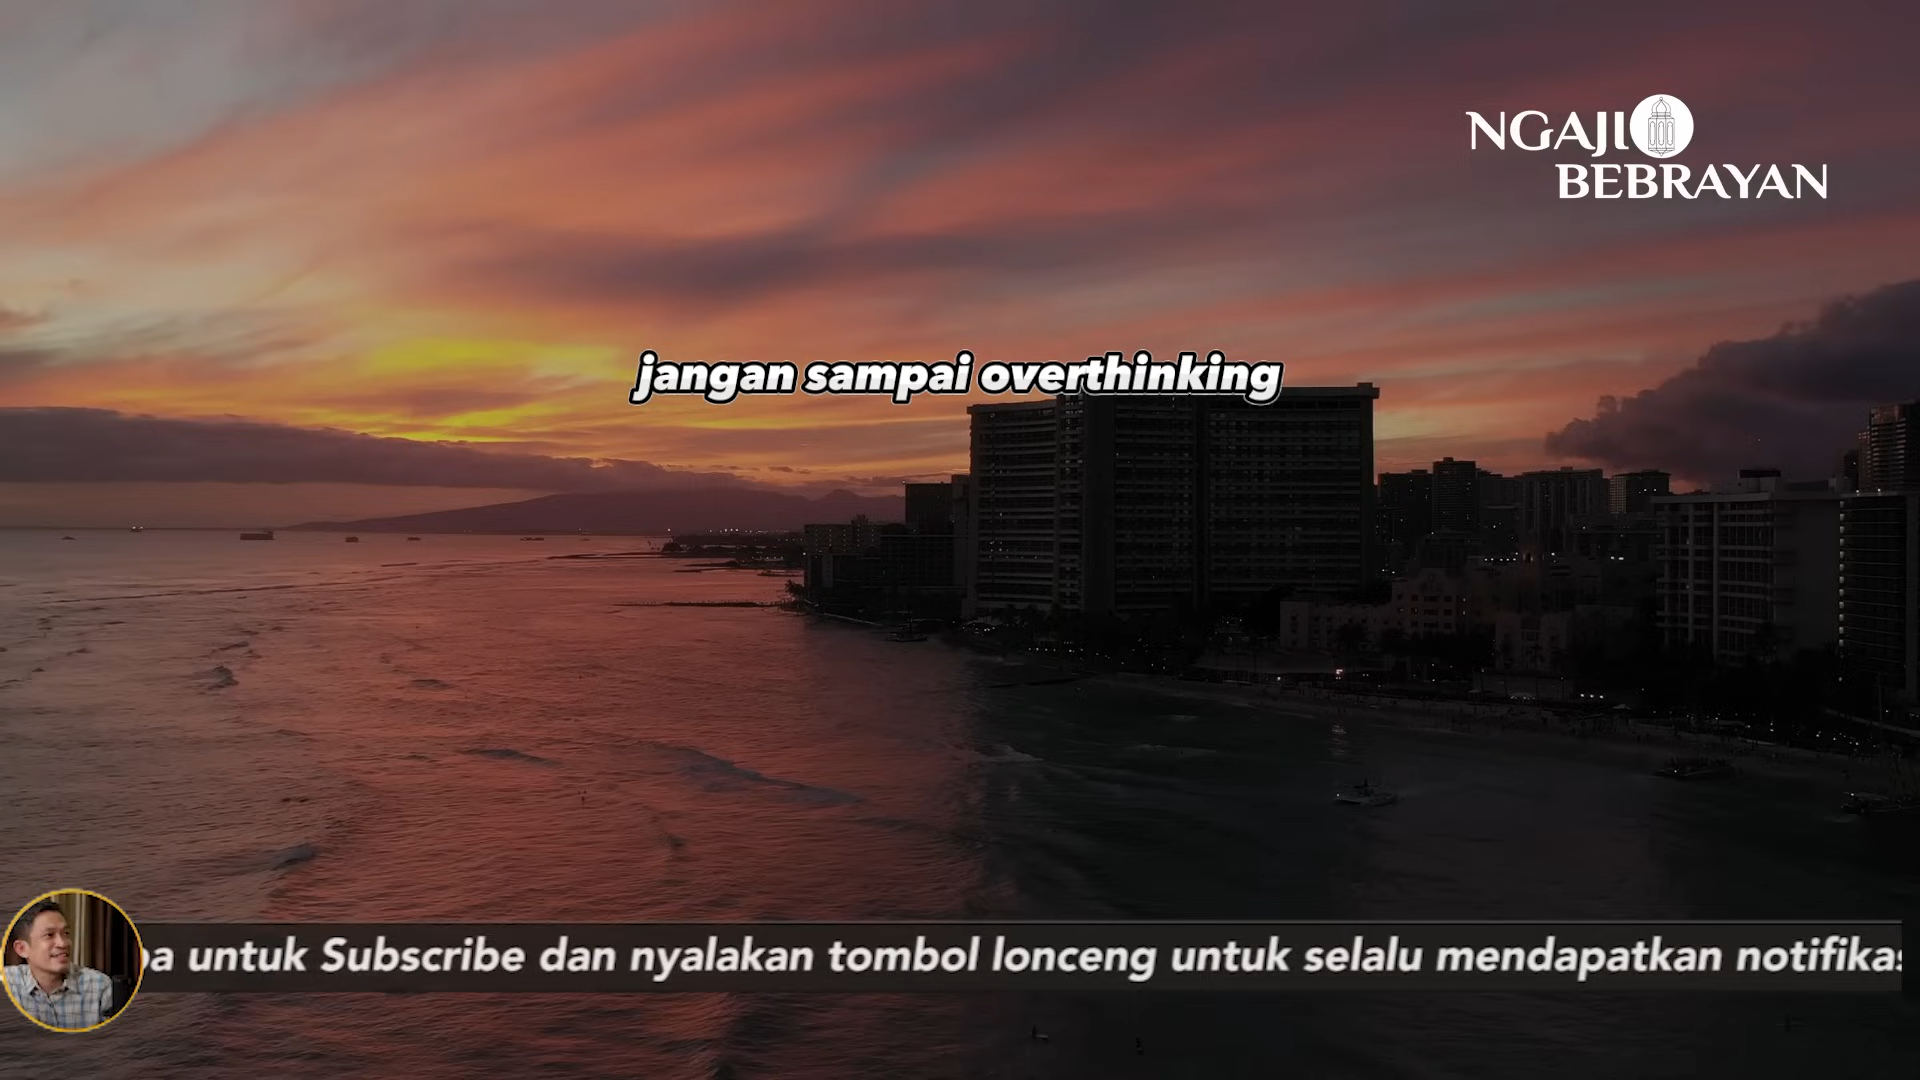 NGAJI
BEBRAYAN
jangan sampai overthinking
untuk Subscribe dan nyalakan tombol lonceng untuk selalu mendapatkan